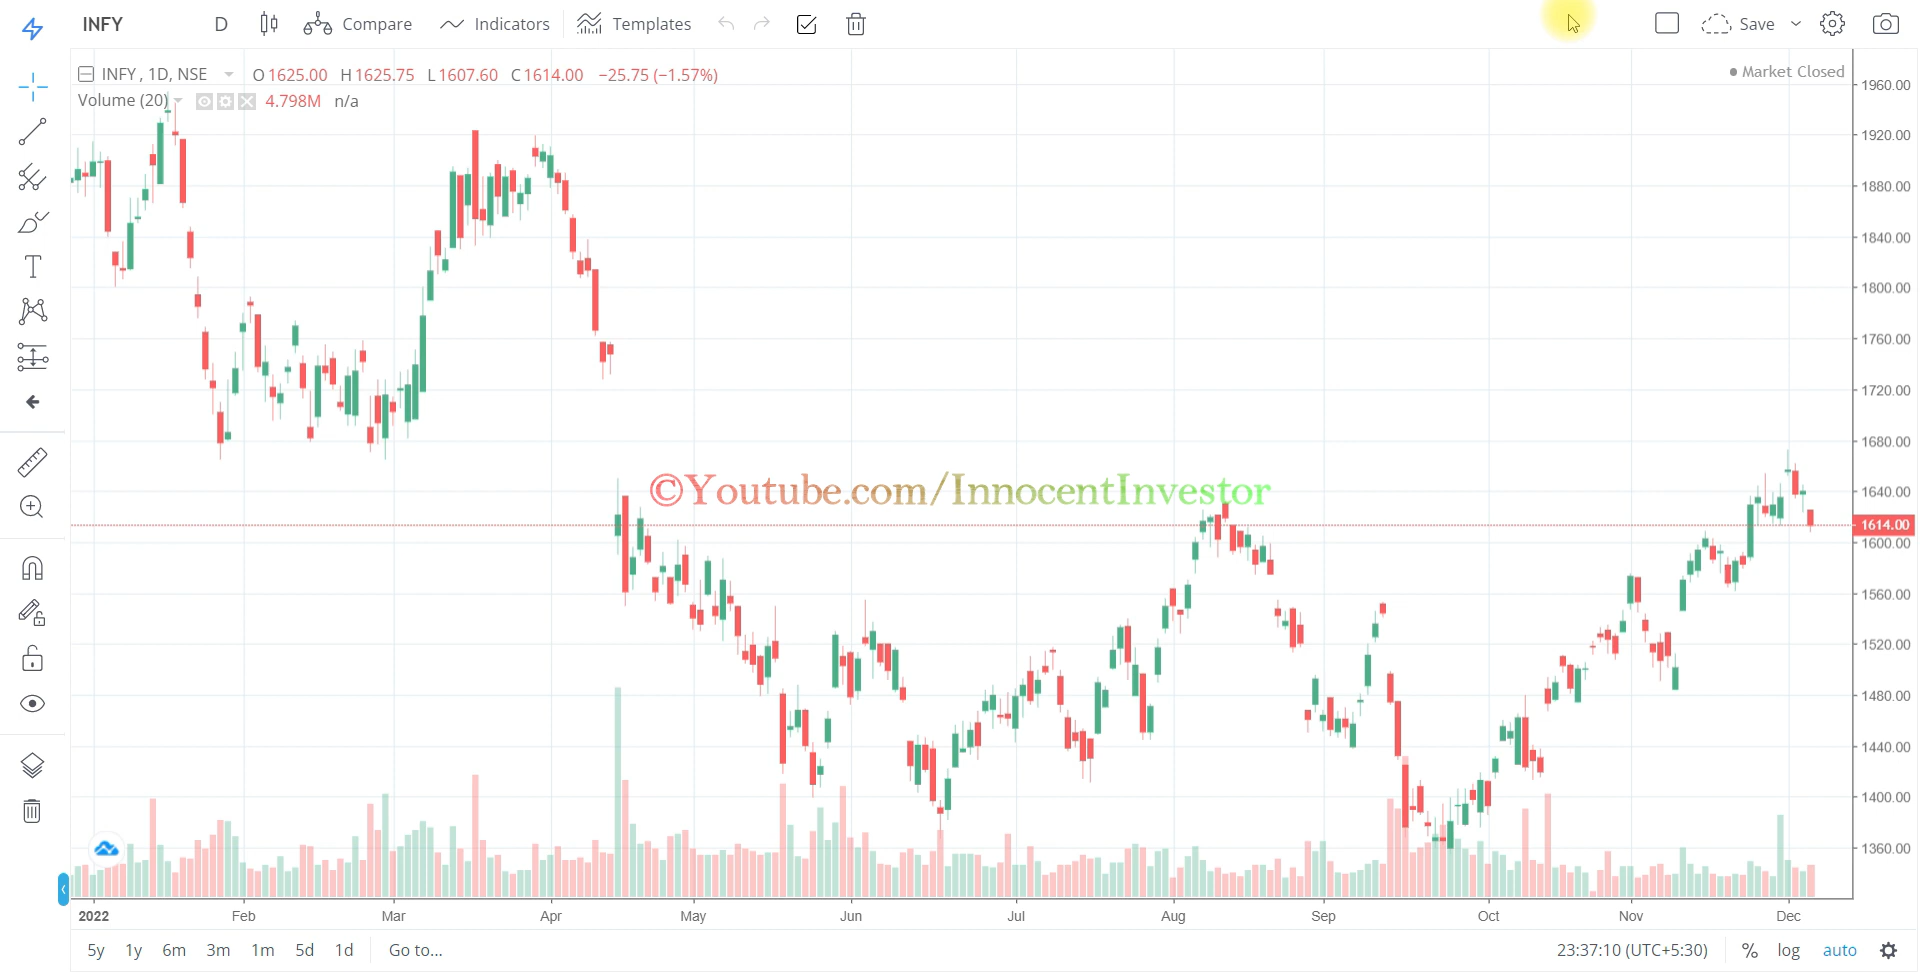 INFY D Compare Indicators Templates Save
INFY , 1D, NSE O 1625.00 H 1625.75 L 1607.60 C 1614.00 −25.75 (−1.57%)
Market Closed
Volume (20) 4.798M n/a
1960.00
1920.00
1880.00
1840.00
1800.00
1760.00
1720.00
1680.00
1640.00
©Youtube.com/InnocentInvestor
1614.00
1600.00
1560.00
1520.00
1480.00
1440.00
1400.00
1360.00
2022 Feb Mar Apr May Jun Jul Aug Sep Oct Nov Dec
5y 1y 6m 3m 1m 5d 1d Go to... 23:37:10 (UTC+5:30) % log auto